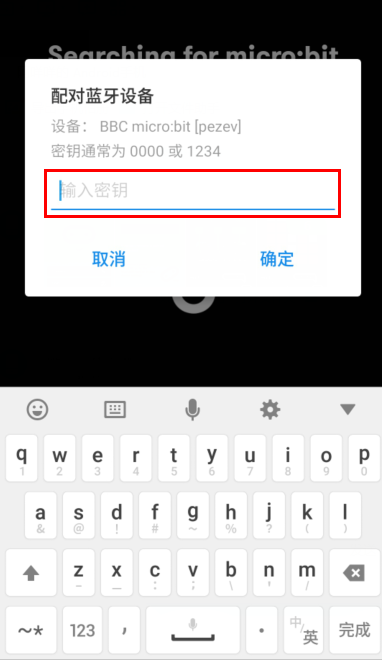 Searching for micro:bit
配对蓝牙设备
设备： BBC micro:bit [pezev]
密钥通常为 0000 或 1234
输入密钥
取消 确定
q w e r t y u i o p
1 2 3 4 5 6 7 8 9 0
a s d f g h j k l
& @ ! # ~ % ? ( )
z x c v b n m
- _ : ; \ ' /
~* 123 , . 中/英 完成